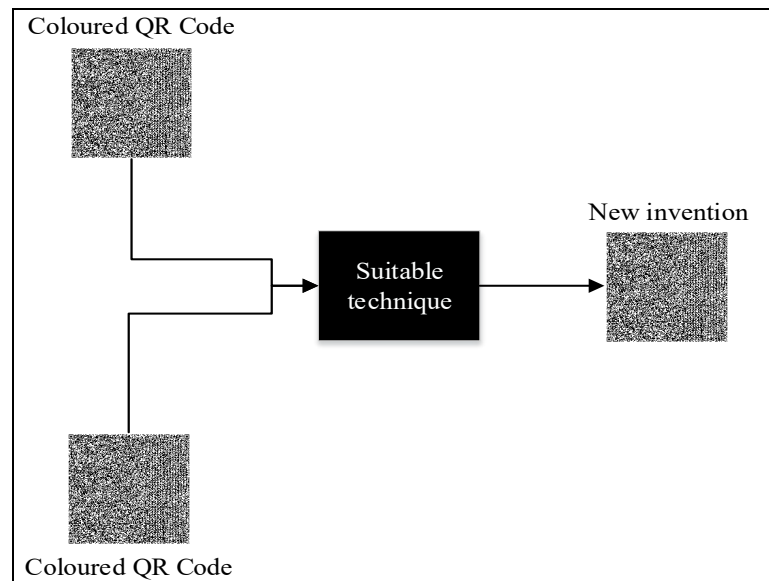 Coloured QR Code
New invention
Suitable
technique
Coloured QR Code